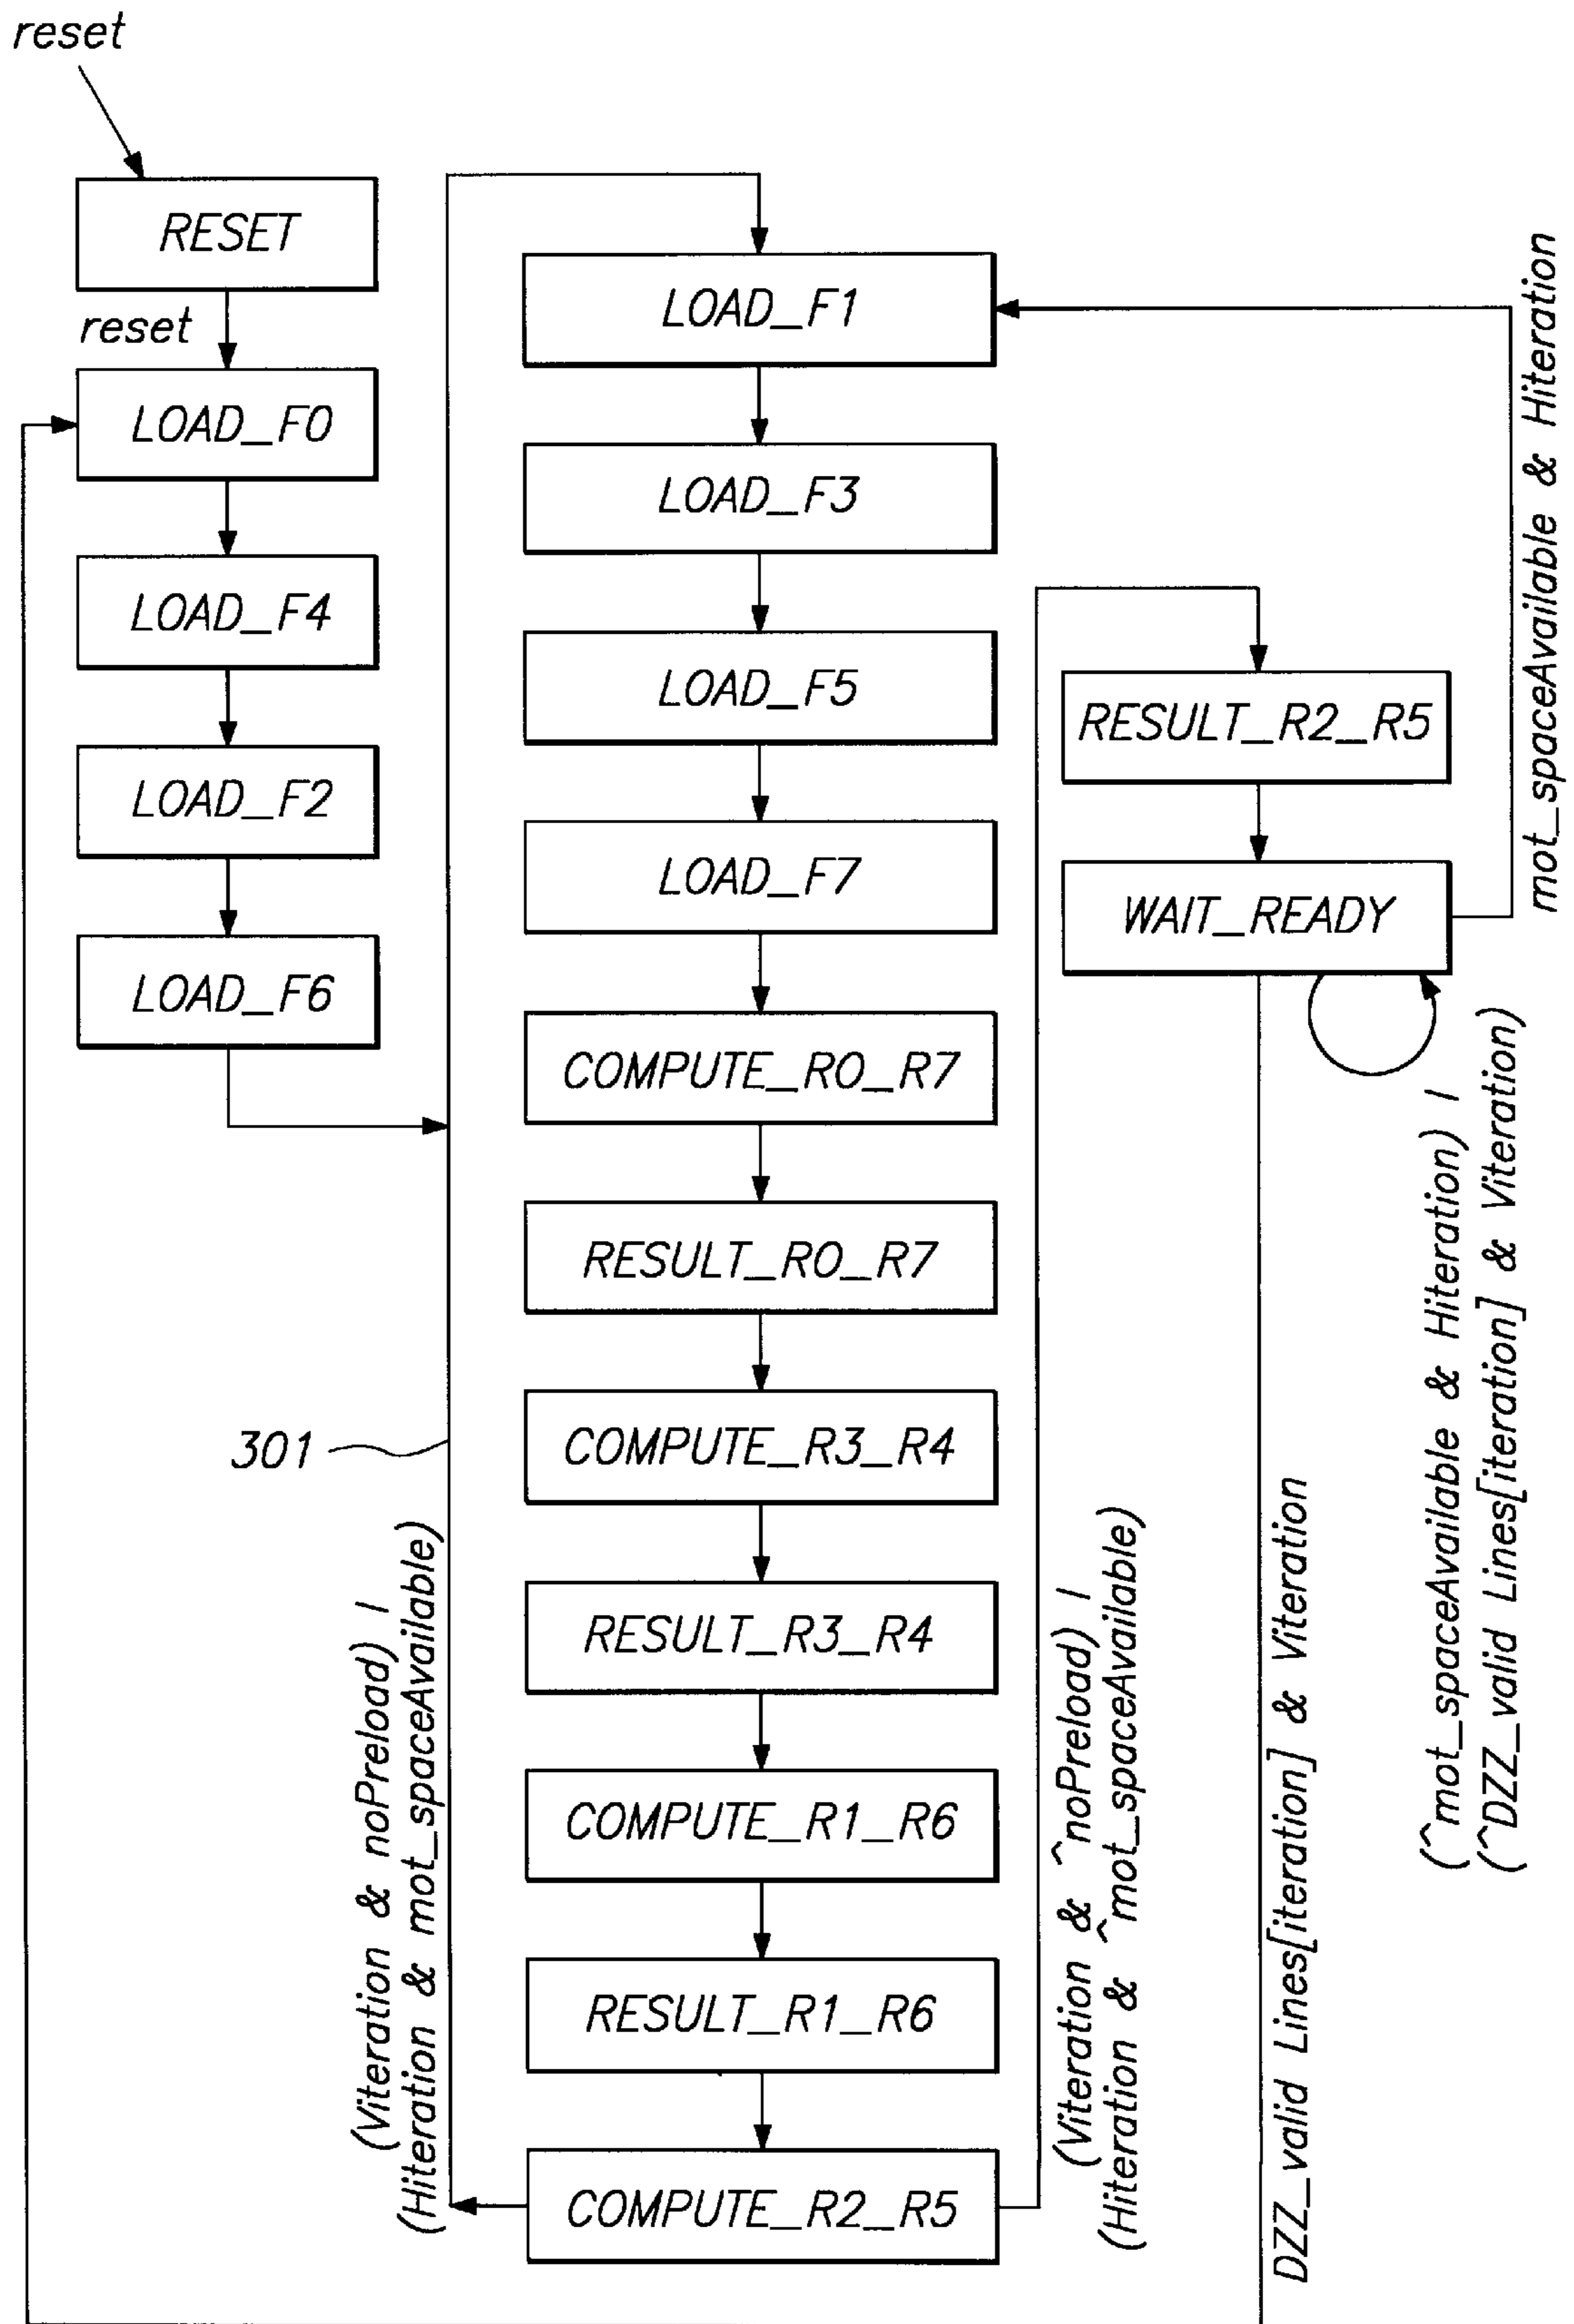 reset
RESET
reset
LOAD_F0
LOAD_F4
LOAD_F2
LOAD_F6
LOAD_F1
LOAD_F3
LOAD_F5
LOAD_F7
COMPUTE_R0_R7
RESULT_R0_R7
COMPUTE_R3_R4
RESULT_R3_R4
COMPUTE_R1_R6
RESULT_R1_R6
COMPUTE_R2_R5
301
(Viteration & noPreload) |
(Hiteration & mot_spaceAvailable)
(Viteration & ^noPreload) |
(Hiteration & ^mot_spaceAvailable)
RESULT_R2_R5
WAIT_READY
mot_spaceAvailable & Hiteration
(^mot_spaceAvailable & Hiteration) |
(^DZZ_valid Lines[iteration] & Viteration)
DZZ_valid Lines[iteration] & Viteration